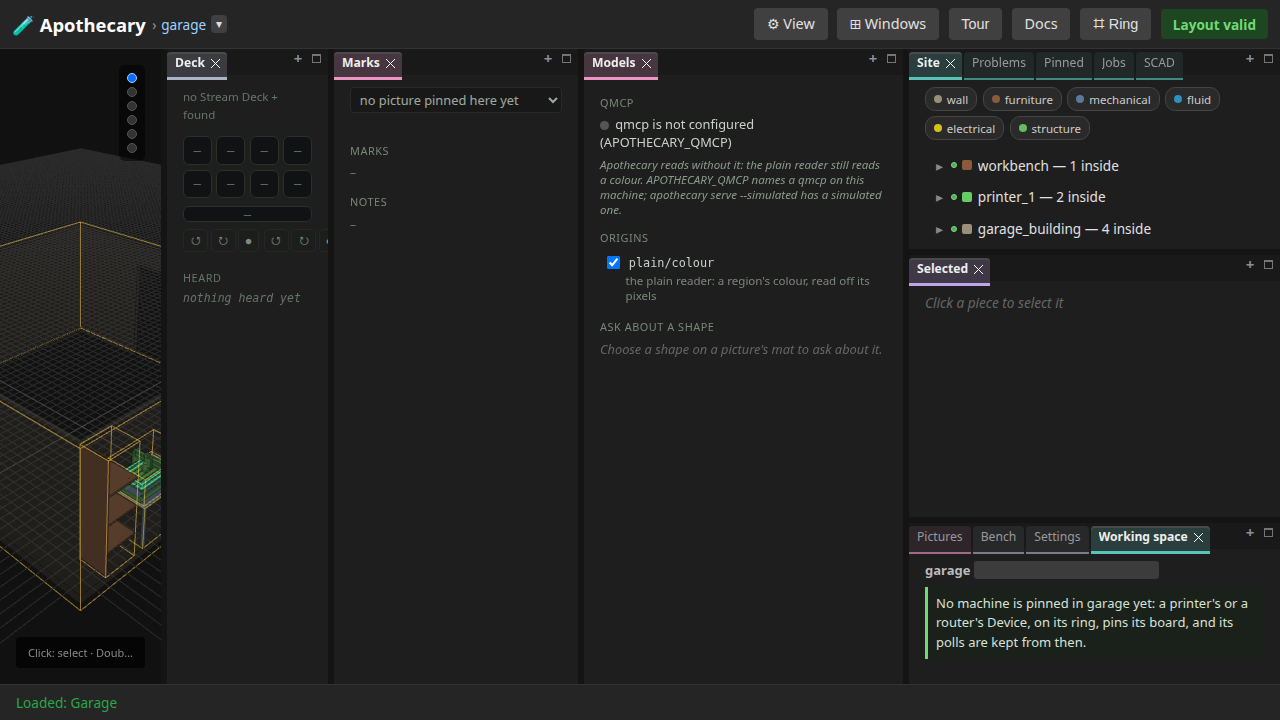 Apothecary › garage ▾
⚙ View
⊞ Windows
Tour
Docs
Ring
Layout valid
Deck
no Stream Deck +
found
– – – –
– – – –
–
↺ ↻ ● ↺ ↻
HEARD
nothing heard yet
Marks
no picture pinned here yet
MARKS
–
NOTES
–
Models
QMCP
qmcp is not configured
(APOTHECARY_QMCP)
Apothecary reads without it: the plain reader still reads
a colour. APOTHECARY_QMCP names a qmcp on this
machine; apothecary serve --simulated has a simulated
one.
ORIGINS
plain/colour
the plain reader: a region's colour, read off its
pixels
ASK ABOUT A SHAPE
Choose a shape on a picture's mat to ask about it.
Site Problems Pinned Jobs SCAD
wall furniture mechanical fluid
electrical structure
workbench — 1 inside
printer_1 — 2 inside
garage_building — 4 inside
Selected
Click a piece to select it
Pictures Bench Settings Working space
garage
No machine is pinned in garage yet: a printer's or a
router's Device, on its ring, pins its board, and its
polls are kept from then.
Click: select · Doub...
Loaded: Garage